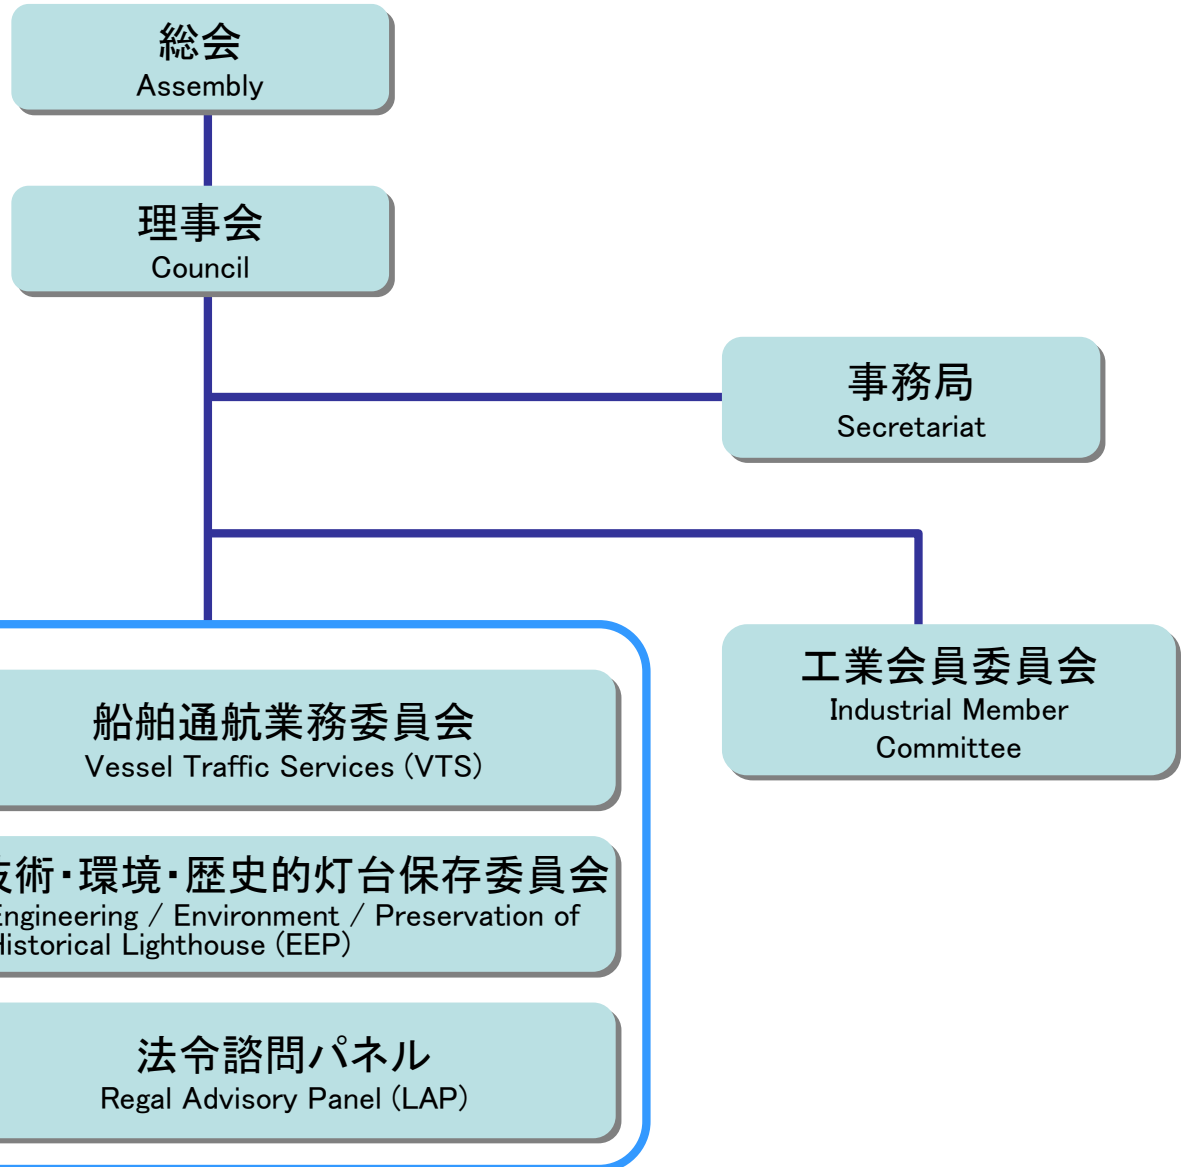 総会
Assembly
理事会
Council
事務局
Secretariat
工業会員委員会
Industrial Member
Committee
船舶通航業務委員会
Vessel Traffic Services (VTS)
技術・環境・歴史的灯台保存委員会
Engineering / Environment / Preservation of
Historical Lighthouse (EEP)
法令諮問パネル
Regal Advisory Panel (LAP)